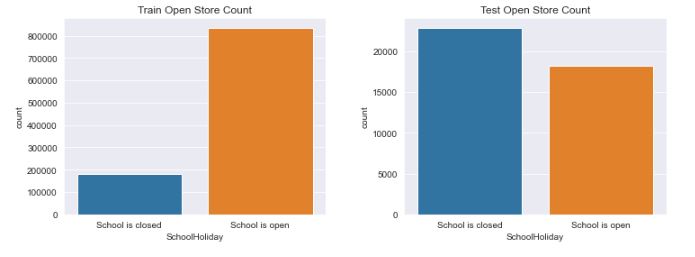 Train Open Store Count
800000
700000
600000
500000
400000
300000
200000
100000
0
count
School is closed
School is open
SchoolHoliday
Test Open Store Count
20000
15000
10000
5000
0
count
School is closed
School is open
SchoolHoliday